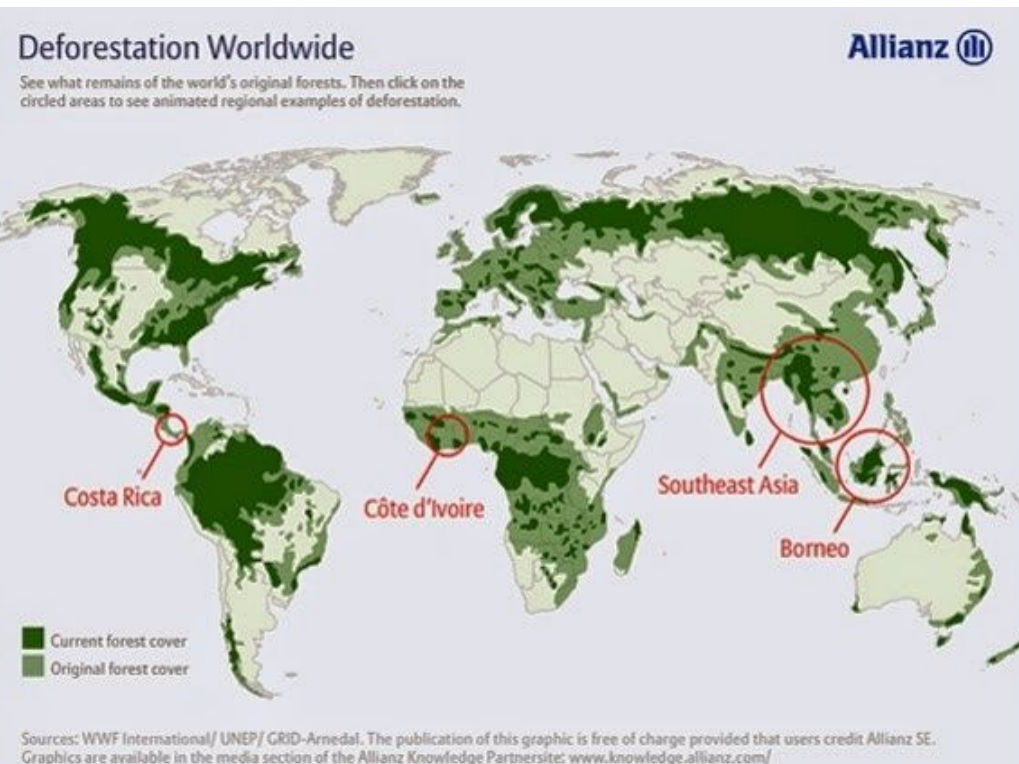 Deforestation Worldwide
Allianz
See what remains of the world's original forests. Then click on the
circled areas to see animated regional examples of deforestation.
Costa Rica
Côte d'Ivoire
Southeast Asia
Borneo
Current forest cover
Original forest cover
Sources: WWF International/ UNEP/ GRID-Arnedal. The publication of this graphic is free of charge provided that users credit Allianz SE.
Graphics are available in the media section of the Allianz Knowledge Partnersite: www.knowledge.allianz.com/